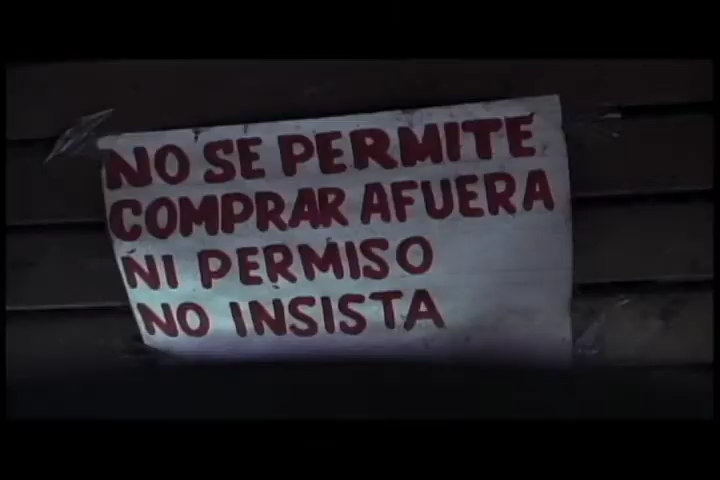 NO SE PERMITE
COMPRAR AFUERA
NI PERMISO
NO INSISTA